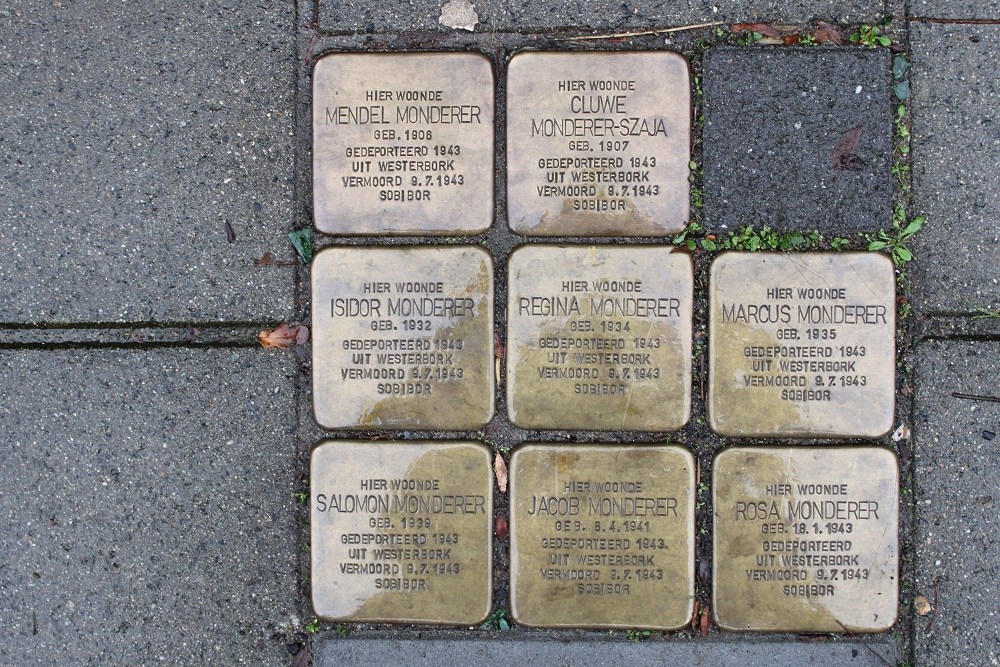 HIER WOONDE
MENDEL MONDERER
GEB. 1906
GEDEPORTEERD 1943
UIT WESTERBORK
VERMOORD 9.7.1943
SOBIBOR
HIER WOONDE
CLUWE
MONDERER-SZAJA
GEB. 1907
GEDEPORTEERD 1943
UIT WESTERBORK
VERMOORD 9.7.1943
SOBIBOR
HIER WOONDE
ISIDOR MONDERER
GEB. 1932
GEDEPORTEERD 1943
UIT WESTERBORK
VERMOORD 9.7.1943
SOBIBOR
HIER WOONDE
REGINA MONDERER
GEB. 1934
GEDEPORTEERD 1943
UIT WESTERBORK
VERMOORD 9.7.1943
SOBIBOR
HIER WOONDE
MARCUS MONDERER
GEB. 1935
GEDEPORTEERD 1943
UIT WESTERBORK
VERMOORD 9.7.1943
SOBIBOR
HIER WOONDE
SALOMON MONDERER
GEB. 1939
GEDEPORTEERD 1943
UIT WESTERBORK
VERMOORD 9.7.1943
SOBIBOR
HIER WOONDE
JACOB MONDERER
GEB. 6.4.1941
GEDEPORTEERD 1943
UIT WESTERBORK
VERMOORD 9.7.1943
SOBIBOR
HIER WOONDE
ROSA MONDERER
GEB. 18.1.1943
GEDEPORTEERD
UIT WESTERBORK
VERMOORD 9.7.1943
SOBIBOR